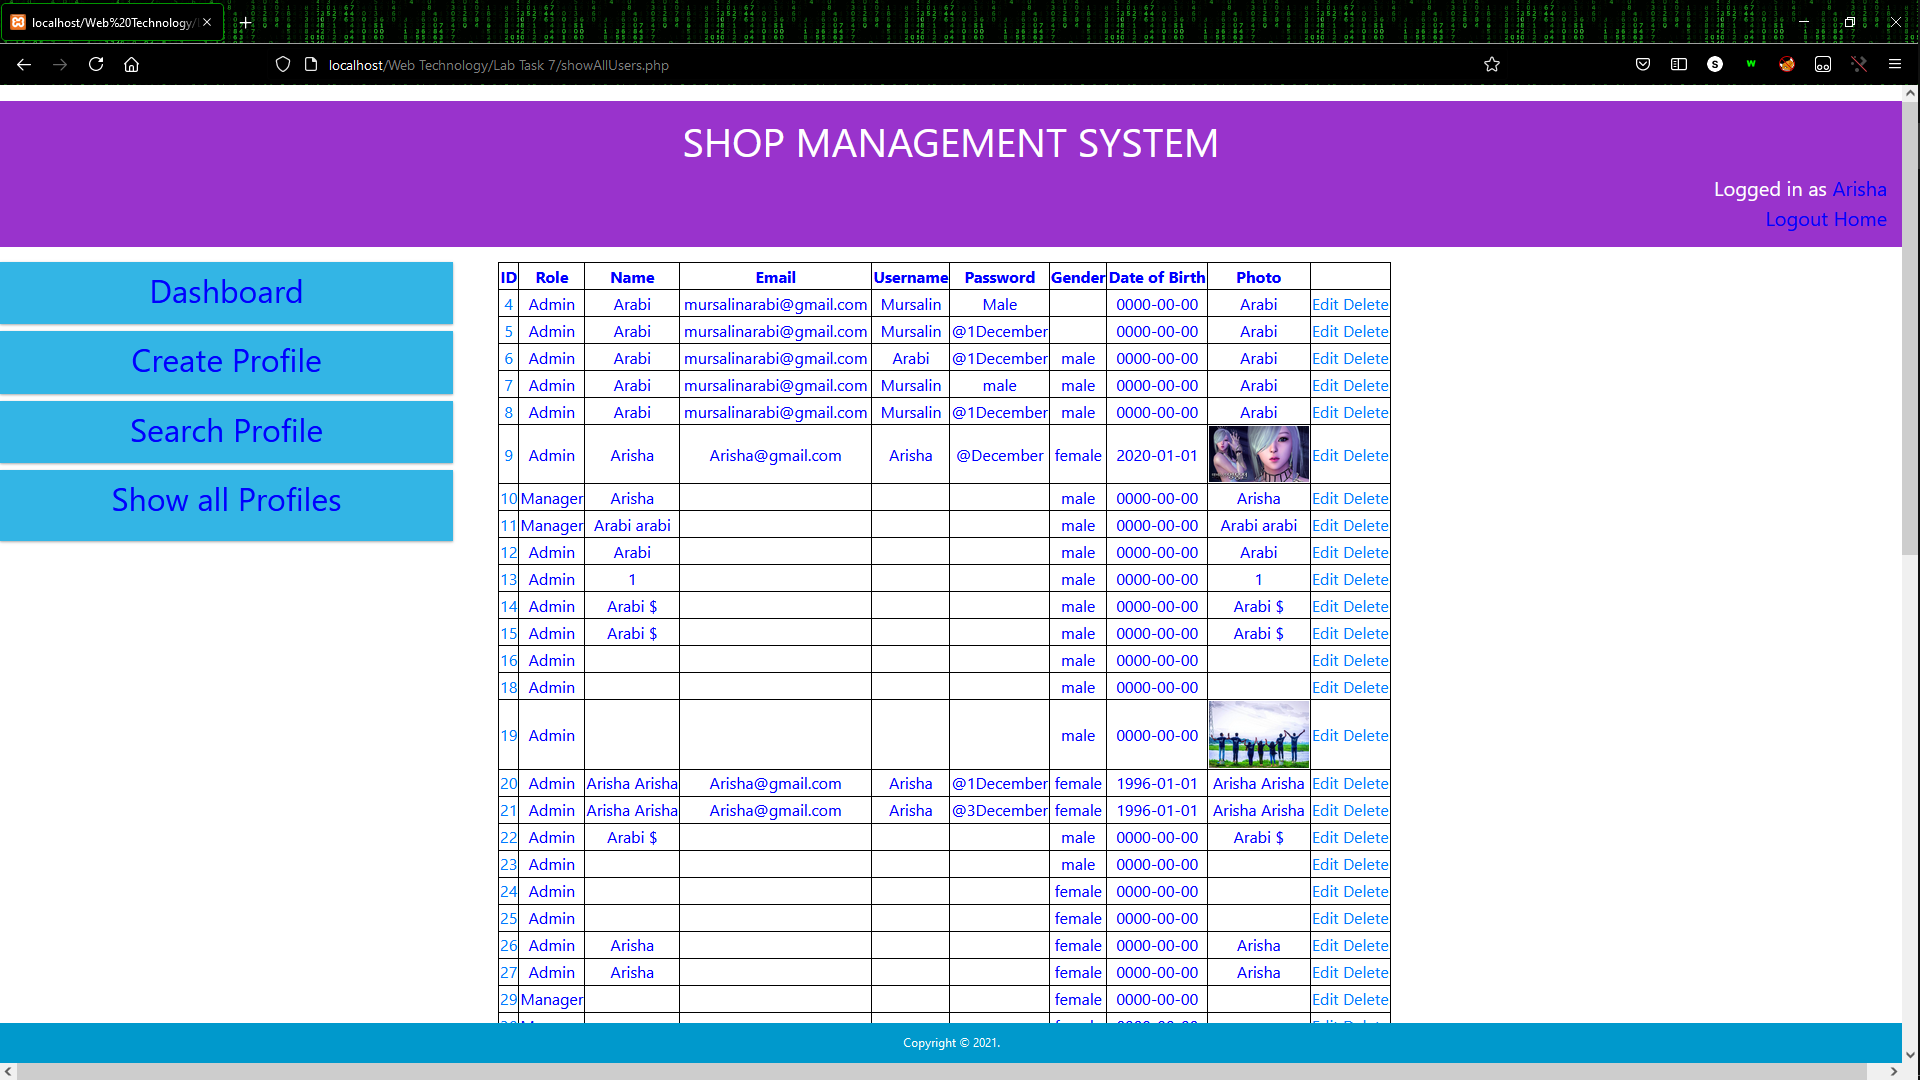 localhost/Web%20Technology/
localhost/Web Technology/Lab Task 7/showAllUsers.php
SHOP MANAGEMENT SYSTEM
Logged in as Arisha
Logout Home
Dashboard
Create Profile
Search Profile
Show all Profiles
ID Role Name Email Username Password Gender Date of Birth Photo
4 Admin Arabi mursalinarabi@gmail.com Mursalin Male 0000-00-00 Arabi Edit Delete
5 Admin Arabi mursalinarabi@gmail.com Mursalin @1December 0000-00-00 Arabi Edit Delete
6 Admin Arabi mursalinarabi@gmail.com Arabi @1December male 0000-00-00 Arabi Edit Delete
7 Admin Arabi mursalinarabi@gmail.com Mursalin male male 0000-00-00 Arabi Edit Delete
8 Admin Arabi mursalinarabi@gmail.com Mursalin @1December male 0000-00-00 Arabi Edit Delete
9 Admin Arisha Arisha@gmail.com Arisha @December female 2020-01-01 Edit Delete
10 Manager Arisha male 0000-00-00 Arisha Edit Delete
11 Manager Arabi arabi male 0000-00-00 Arabi arabi Edit Delete
12 Admin Arabi male 0000-00-00 Arabi Edit Delete
13 Admin 1 male 0000-00-00 1 Edit Delete
14 Admin Arabi $ male 0000-00-00 Arabi $ Edit Delete
15 Admin Arabi $ male 0000-00-00 Arabi $ Edit Delete
16 Admin male 0000-00-00 Edit Delete
18 Admin male 0000-00-00 Edit Delete
19 Admin male 0000-00-00 Edit Delete
20 Admin Arisha Arisha Arisha@gmail.com Arisha @1December female 1996-01-01 Arisha Arisha Edit Delete
21 Admin Arisha Arisha Arisha@gmail.com Arisha @3December female 1996-01-01 Arisha Arisha Edit Delete
22 Admin Arabi $ male 0000-00-00 Arabi $ Edit Delete
23 Admin male 0000-00-00 Edit Delete
24 Admin female 0000-00-00 Edit Delete
25 Admin female 0000-00-00 Edit Delete
26 Admin Arisha female 0000-00-00 Arisha Edit Delete
27 Admin Arisha female 0000-00-00 Arisha Edit Delete
29 Manager female 0000-00-00 Edit Delete
Copyright © 2021.